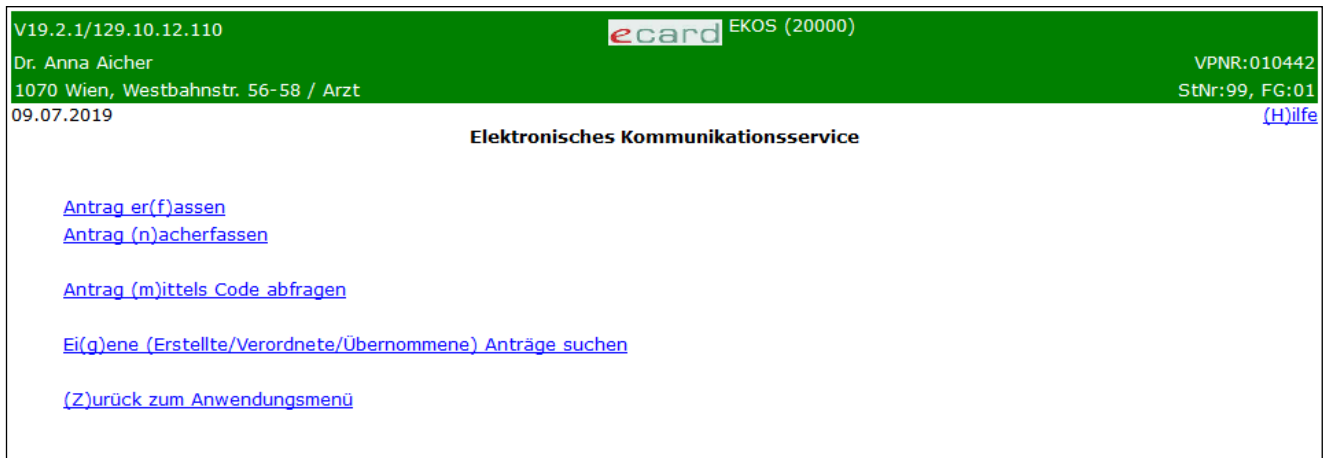 V19.2.1/129.10.12.110 ecard EKOS (20000)
Dr. Anna Aicher VPNR:010442
1070 Wien, Westbahnstr. 56-58 / Arzt StNr:99, FG:01
09.07.2019 (H)ilfe
Elektronisches Kommunikationsservice
Antrag er(f)assen
Antrag (n)acherfassen
Antrag (m)ittels Code abfragen
Ei(g)ene (Erstellte/Verordnete/Übernommene) Anträge suchen
(Z)urück zum Anwendungsmenü